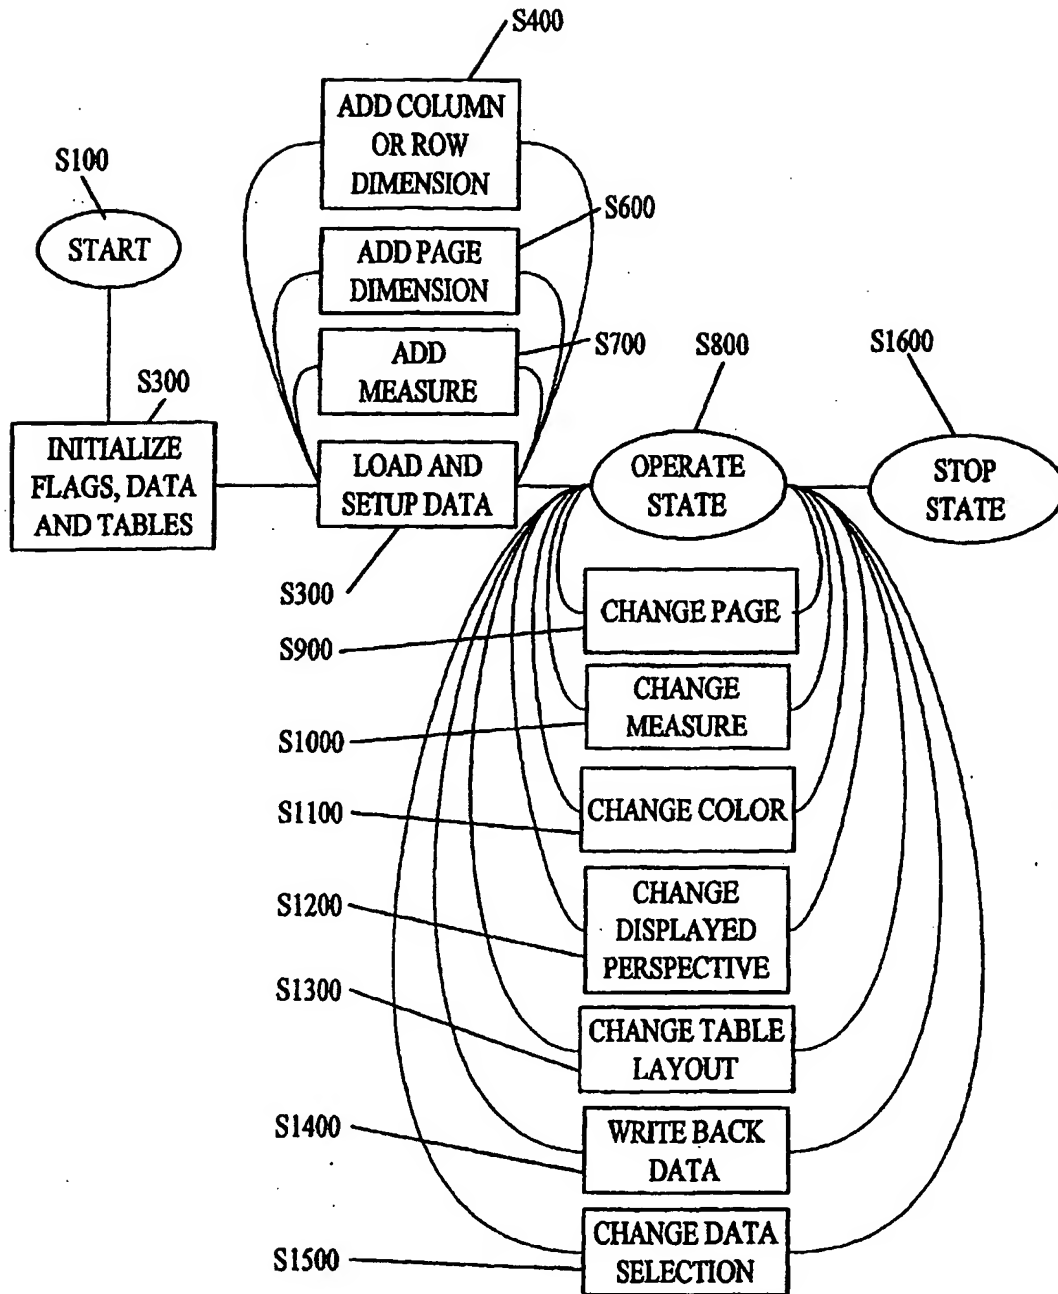 S400
ADD COLUMN
OR ROW
DIMENSION
S100
START
S600
ADD PAGE
DIMENSION
S700
ADD
MEASURE
S800
S1600
S300
INITIALIZE
FLAGS, DATA
AND TABLES
LOAD AND
SETUP DATA
OPERATE
STATE
STOP
STATE
S300
CHANGE PAGE
S900
CHANGE
MEASURE
S1000
CHANGE COLOR
S1100
CHANGE
DISPLAYED
PERSPECTIVE
S1200
S1300
CHANGE TABLE
LAYOUT
S1400
WRITE BACK
DATA
CHANGE DATA
SELECTION
S1500